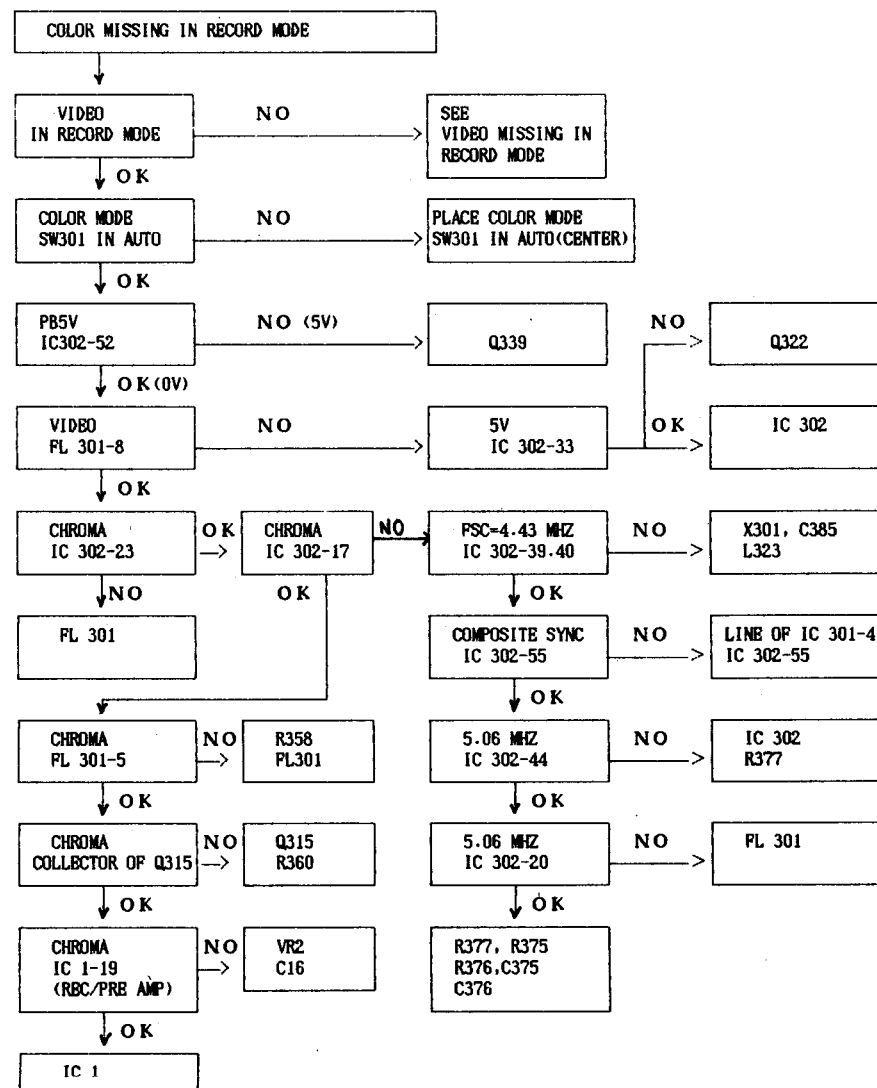 COLOR MISSING IN RECORD MODE
VIDEO
IN RECORD MODE
NO
SEE
VIDEO MISSING IN
RECORD MODE
OK
COLOR MODE
SW301 IN AUTO
NO
PLACE COLOR MODE
SW301 IN AUTO(CENTER)
OK
PB5V
IC302-52
NO (5V)
Q339
NO
Q322
OK(0V)
VIDEO
FL 301-8
NO
5V
IC 302-33
OK
IC 302
OK
CHROMA
IC 302-23
OK
CHROMA
IC 302-17
NO
FSC=4.43 MHZ
IC 302-39.40
NO
X301, C385
L323
NO
OK
OK
FL 301
COMPOSITE SYNC
IC 302-55
NO
LINE OF IC 301-4
IC 302-55
OK
CHROMA
FL 301-5
NO
R358
FL301
5.06 MHZ
IC 302-44
NO
IC 302
R377
OK
OK
CHROMA
COLLECTOR OF Q315
NO
Q315
R360
5.06 MHZ
IC 302-20
NO
FL 301
OK
OK
CHROMA
IC 1-19
(REC/PRE AMP)
NO
VR2
C16
R377, R375
R376,C375
C376
OK
IC 1